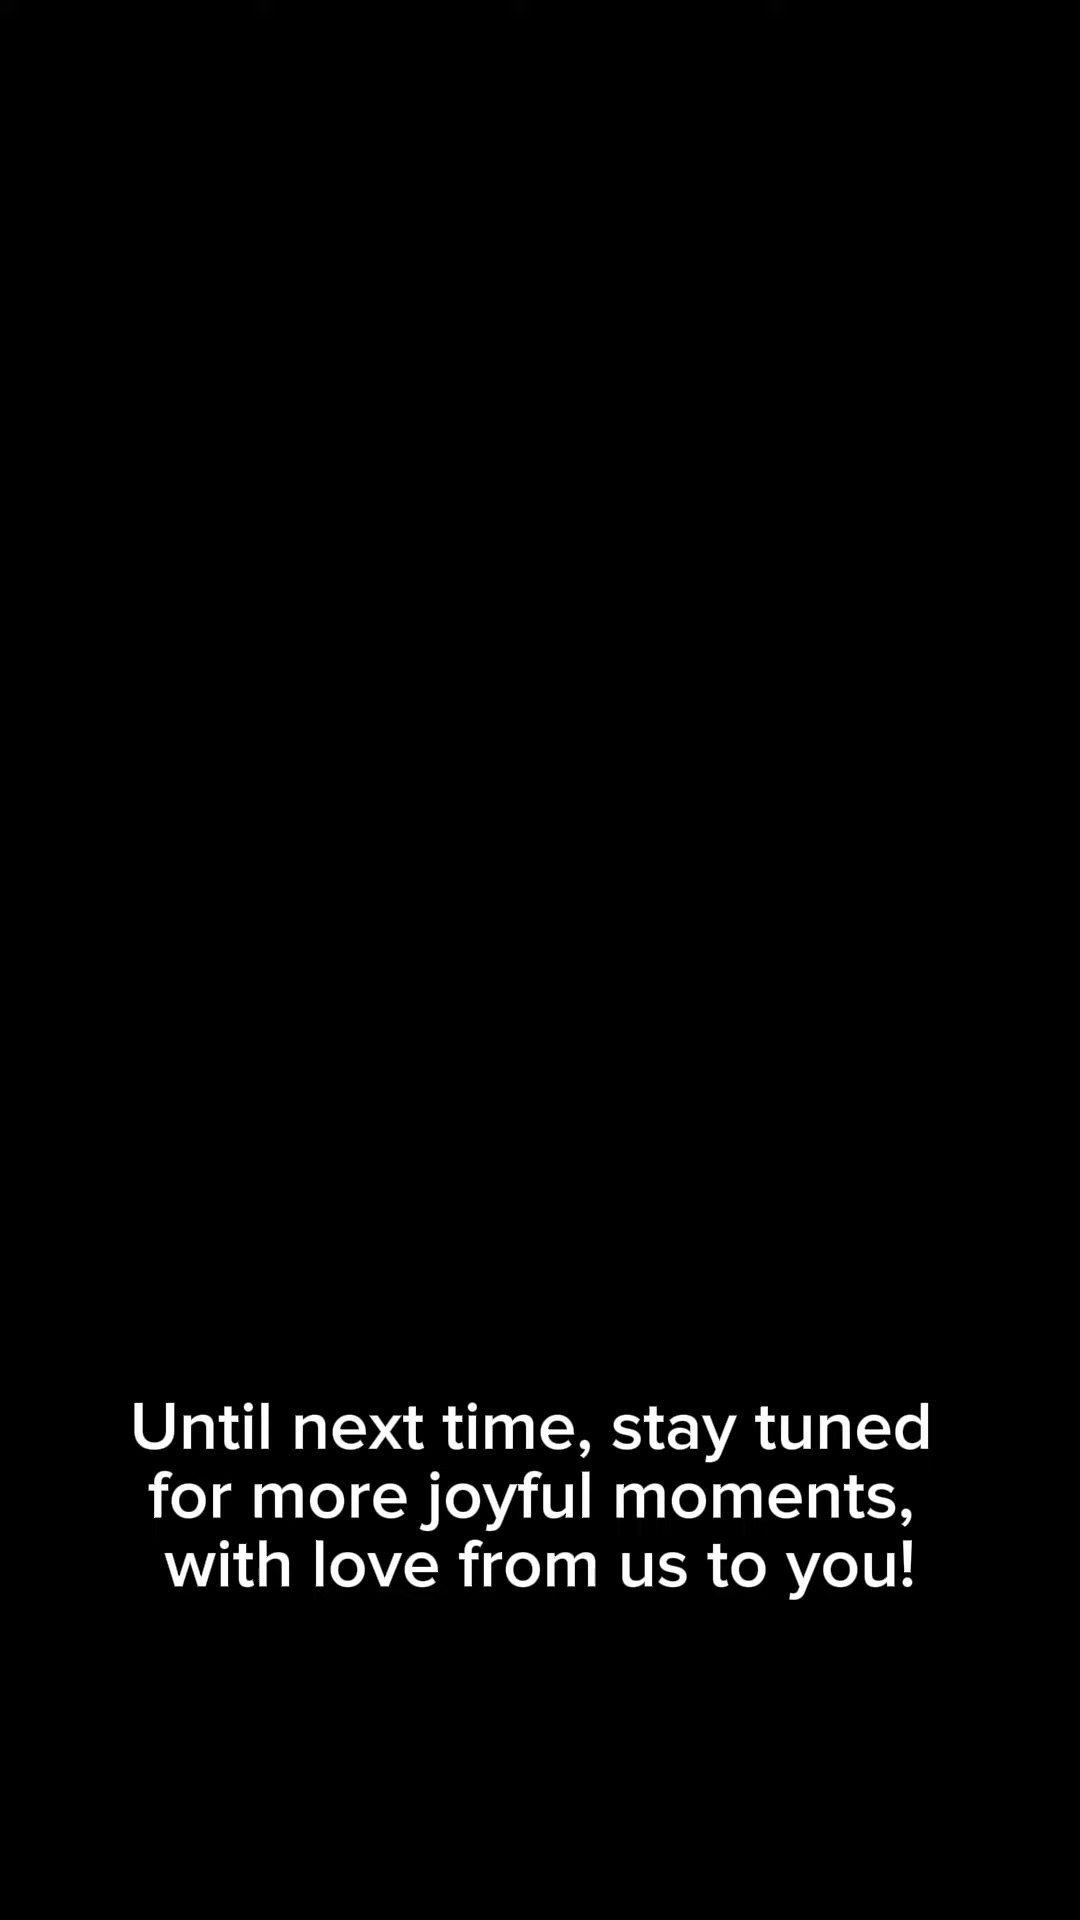 Until next time, stay tuned
for more joyful moments,
with love from us to you!